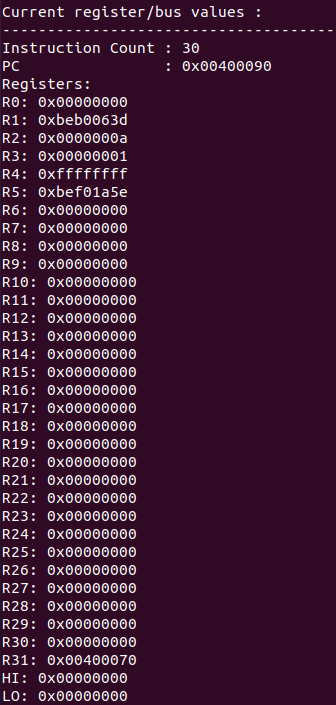 Current register/bus values :
-------------------------------------
Instruction Count : 30
PC                : 0x00400090
Registers:
R0: 0x00000000
R1: 0xbeb0063d
R2: 0x0000000a
R3: 0x00000001
R4: 0xffffffff
R5: 0xbef01a5e
R6: 0x00000000
R7: 0x00000000
R8: 0x00000000
R9: 0x00000000
R10: 0x00000000
R11: 0x00000000
R12: 0x00000000
R13: 0x00000000
R14: 0x00000000
R15: 0x00000000
R16: 0x00000000
R17: 0x00000000
R18: 0x00000000
R19: 0x00000000
R20: 0x00000000
R21: 0x00000000
R22: 0x00000000
R23: 0x00000000
R24: 0x00000000
R25: 0x00000000
R26: 0x00000000
R27: 0x00000000
R28: 0x00000000
R29: 0x00000000
R30: 0x00000000
R31: 0x00400070
HI: 0x00000000
LO: 0x00000000